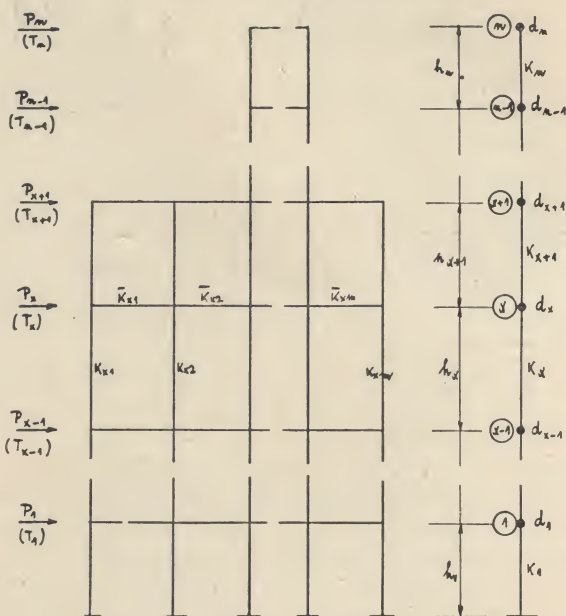 Pn
(Tn)
hn
n
dn
Kn
Pn-1
(Tn-1)
n-1
dn-1
Px+1
(Tx+1)
x+1
dx+1
hx+1
Kx+1
K̄x1
K̄x2
K̄xm
Px
(Tx)
x
dx
Kx1
Kx2
Kxm
hx
Kx
Px-1
(Tx-1)
x-1
dx-1
P1
(T1)
1
d1
h1
K1